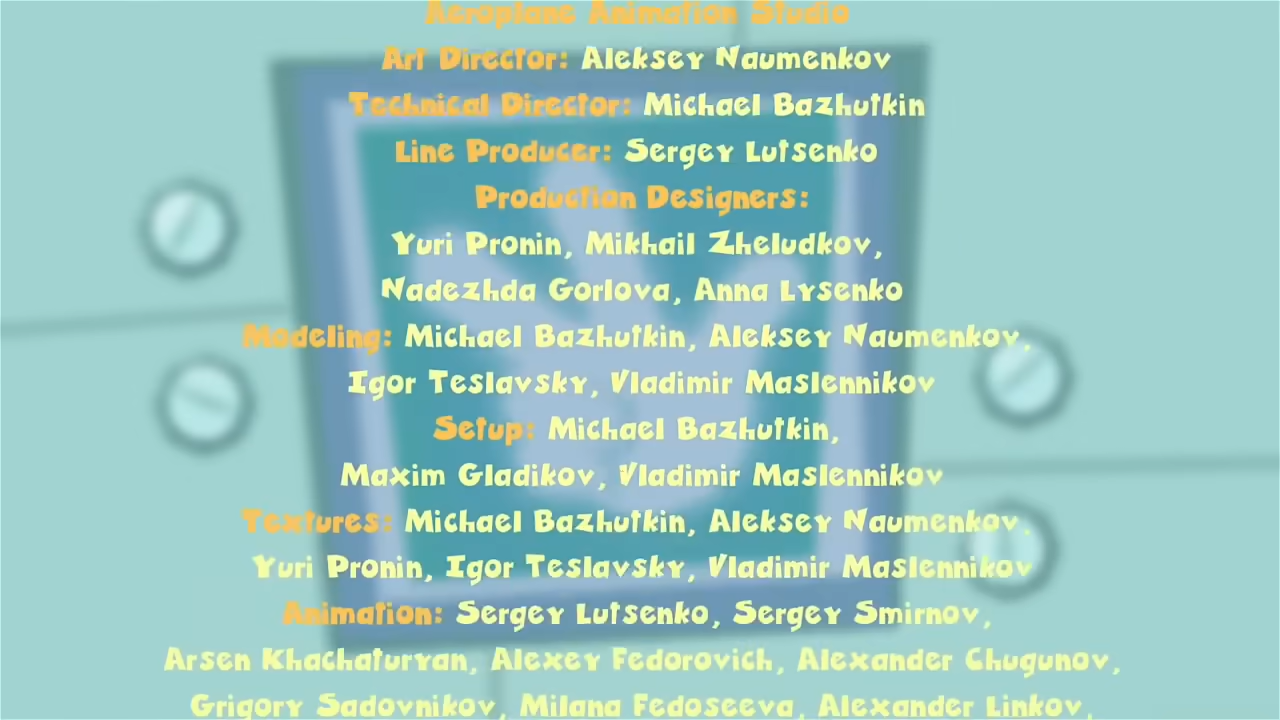 Aeroplane Animation Studio
Art Director: Aleksey Naumenkov
Technical Director: Michael Bazhutkin
Line Producer: Sergey Lutsenko
Production Designers:
Yuri Pronin, Mikhail Zheludkov,
Nadezhda Gorlova, Anna Lysenko
Modeling: Michael Bazhutkin, Aleksey Naumenkov,
Igor Teslavsky, Vladimir Maslennikov
Setup: Michael Bazhutkin,
Maxim Gladikov, Vladimir Maslennikov
Textures: Michael Bazhutkin, Aleksey Naumenkov,
Yuri Pronin, Igor Teslavsky, Vladimir Maslennikov
Animation: Sergey Lutsenko, Sergey Smirnov,
Arsen Khachaturyan, Alexey Fedorovich, Alexander Chugunov,
Grigory Sadovnikov, Milana Fedoseeva, Alexander Linkov,